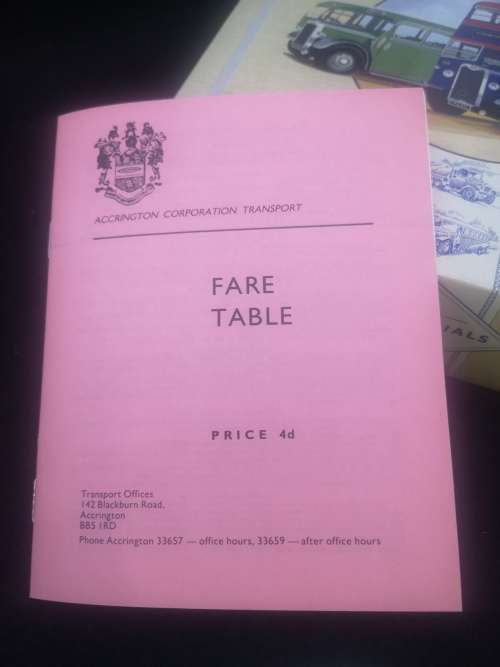 ACCRINGTON CORPORATION TRANSPORT
FARE
TABLE
PRICE 4d
Transport Offices
142 Blackburn Road,
Accrington
BB5 1RD
Phone Accrington 33657 — office hours, 33659 — after office hours
IALS